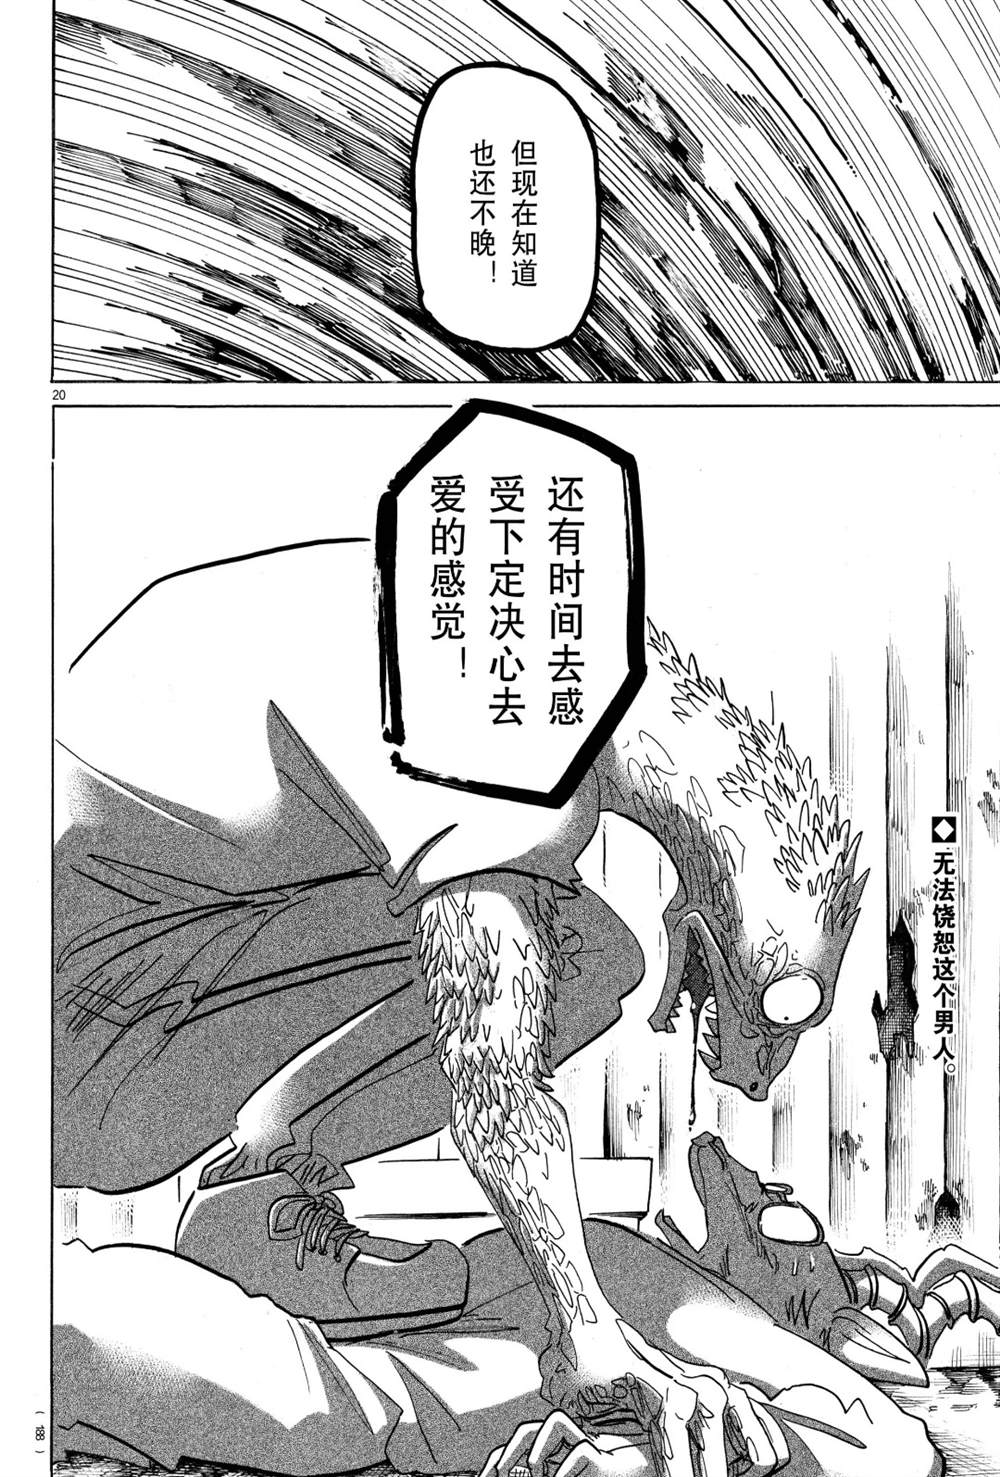 但现在知道
也还不晚！
20
还有时间去感
受下定决心去
爱的感觉！
◆无法饶恕这个男人。
(188)